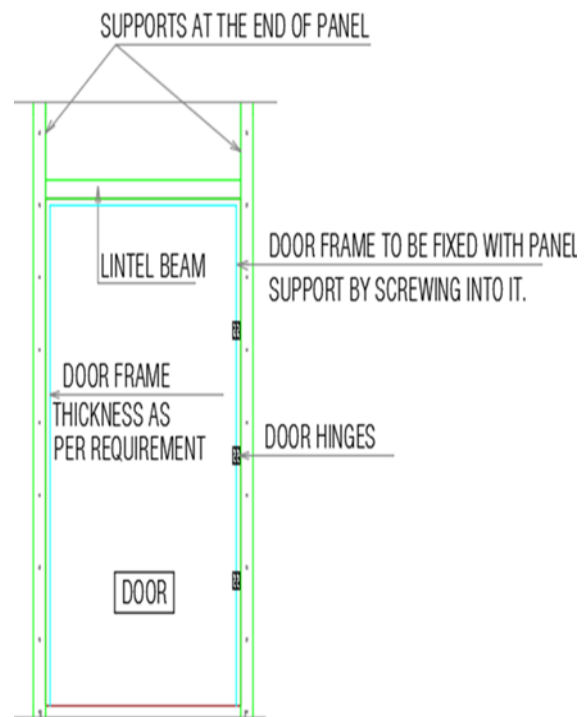 SUPPORTS AT THE END OF PANEL
LINTEL BEAM
DOOR FRAME TO BE FIXED WITH PANEL
SUPPORT BY SCREWING INTO IT.
DOOR FRAME
THICKNESS AS
PER REQUIREMENT
DOOR HINGES
DOOR